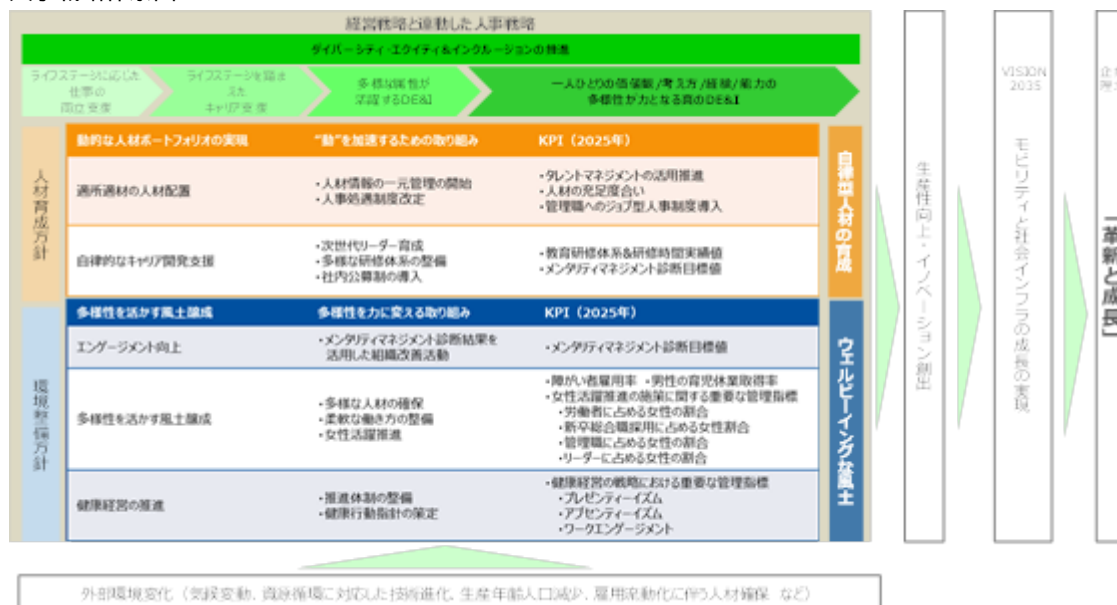 経営戦略と連動した人事戦略
ダイバーシティ・エクイティ&インクルージョンの推進
ライフステージに応じた
仕事の
両立支援
ライフステージを踏ま
えた
キャリア支援
多様な属性が
活躍するDE&I
一人ひとりの価値観/考え方/経験/能力の
多様性が力となる真のDE&I
人材育成方針
動的な人材ポートフォリオの実現
“動”を加速するための取り組み
KPI(2025年)
適所適材の人材配置
・人材情報の一元管理の開始
・人事処遇制度改定
・タレントマネジメントの活用推進
・人材の充足度合い
・管理職へのジョブ型人事制度導入
自律的なキャリア開発支援
・次世代リーダー育成
・多様な研修体系の整備
・社内公募制の導入
・教育研修体系&研修時間実績値
・メンタリティマネジメント診断目標値
自律型人材の育成
環境整備方針
多様性を活かす風土醸成
多様性を力に変える取り組み
KPI(2025年)
エンゲージメント向上
・メンタリティマネジメント診断結果を
活用した組織改善活動
・メンタリティマネジメント診断目標値
多様性を活かす風土醸成
・多様な人材の確保
・柔軟な働き方の整備
・女性活躍推進
・障がい者雇用率 ・男性の育児休業取得率
・女性活躍推進の施策に関する重要な管理指標
・労働者に占める女性の割合
・新卒総合職採用に占める女性割合
・管理職に占める女性の割合
・リーダーに占める女性の割合
健康経営の推進
・推進体制の整備
・健康行動指針の策定
・健康経営の戦略における重要な管理指標
・プレゼンティーイズム
・アブセンティーイズム
・ワークエンゲージメント
ウェルビーイングな風土
生産性向上・イノベーション創出
VISION
2035
モビリティと社会インフラの成長の実現
「革新と成長」
外部環境変化(気候変動、資源循環に対応した技術進化、生産年齢人口減少、雇用流動化に伴う人材確保 など)